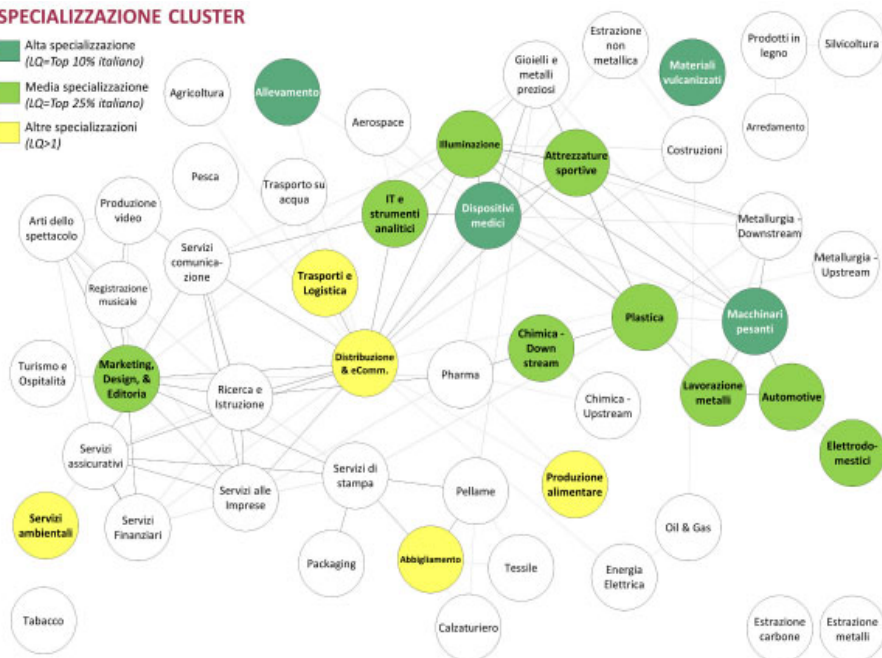 SPECIALIZZAZIONE CLUSTER
Alta specializzazione
(LQ=Top 10% italiano)
Media specializzazione
(LQ=Top 25% italiano)
Altre specializzazioni
(LQ>1)
Agricoltura
Allevamento
Aerospace
Gioielli e
metalli
preziosi
Estrazione
non
metallica
Materiali
vulcanizzati
Prodotti in
legno
Silvicoltura
Arredamento
Illuminazione
Attrezzature
sportive
Costruzioni
Pesca
Trasporto su
acqua
Arti dello
spettacolo
Produzione
video
IT e
strumenti
analitici
Dispositivi
medici
Metallurgia -
Downstream
Servizi
comunica-
zione
Metallurgia -
Upstream
Registrazione
musicale
Trasporti e
Logistica
Plastica
Macchinari
pesanti
Turismo e
Ospitalità
Marketing,
Design, &
Editoria
Ricerca e
Istruzione
Distribuzione
& eComm.
Pharma
Chimica -
Down
stream
Chimica -
Upstream
Lavorazione
metalli
Automotive
Elettrodo-
mestici
Servizi
assicurativi
Servizi di
stampa
Servizi alle
Imprese
Pellame
Produzione
alimentare
Servizi
ambientali
Servizi
Finanziari
Oil & Gas
Packaging
Abbigliamento
Tessile
Energia
Elettrica
Tabacco
Calzaturiero
Estrazione
carbone
Estrazione
metalli